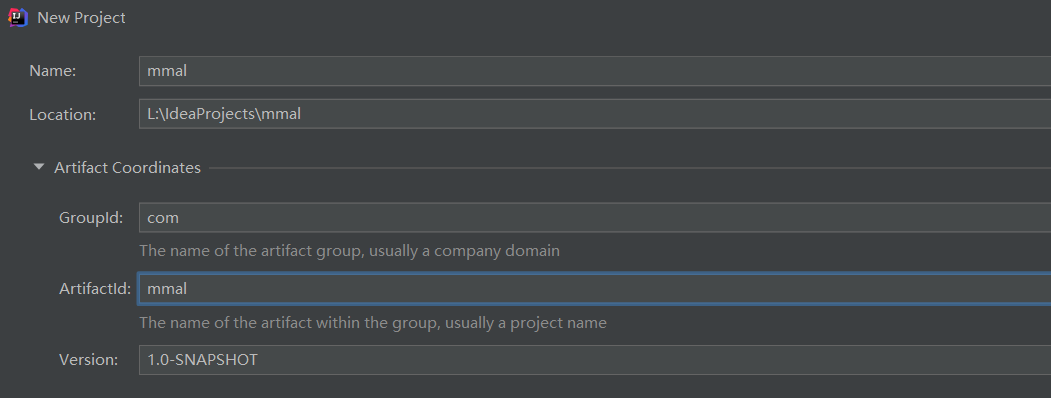 New Project
Name: mmal
Location: L:\IdeaProjects\mmal
Artifact Coordinates
GroupId: com
The name of the artifact group, usually a company domain
ArtifactId: mmal
The name of the artifact within the group, usually a project name
Version: 1.0-SNAPSHOT